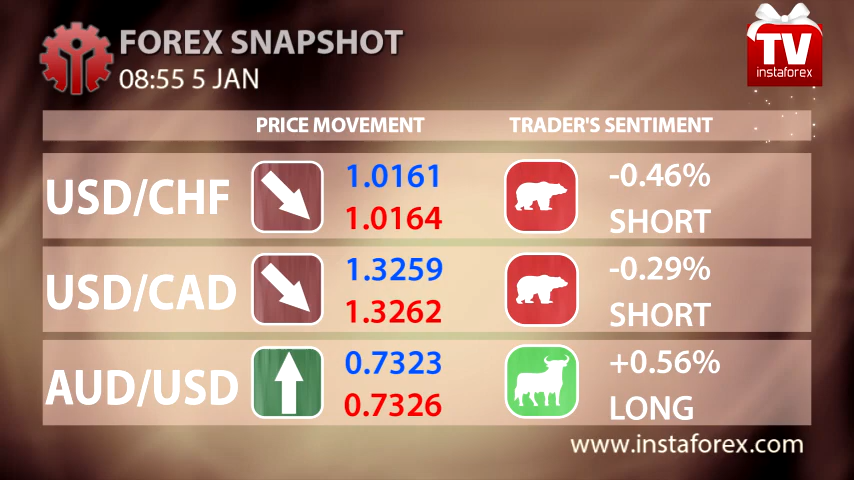 FOREX SNAPSHOT
08:55 5 JAN
TV
instaforex
PRICE MOVEMENT TRADER'S SENTIMENT
USD/CHF 1.0161 -0.46%
1.0164 SHORT
USD/CAD 1.3259 -0.29%
1.3262 SHORT
AUD/USD 0.7323 +0.56%
0.7326 LONG
www.instaforex.com